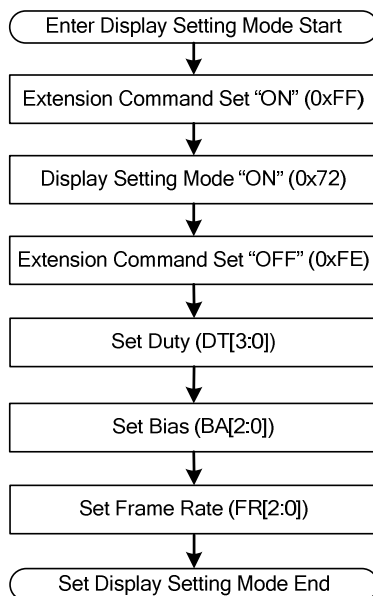 Enter Display Setting Mode Start
Extension Command Set “ON” (0xFF)
Display Setting Mode “ON” (0x72)
Extension Command Set “OFF” (0xFE)
Set Duty (DT[3:0])
Set Bias (BA[2:0])
Set Frame Rate (FR[2:0])
Set Display Setting Mode End